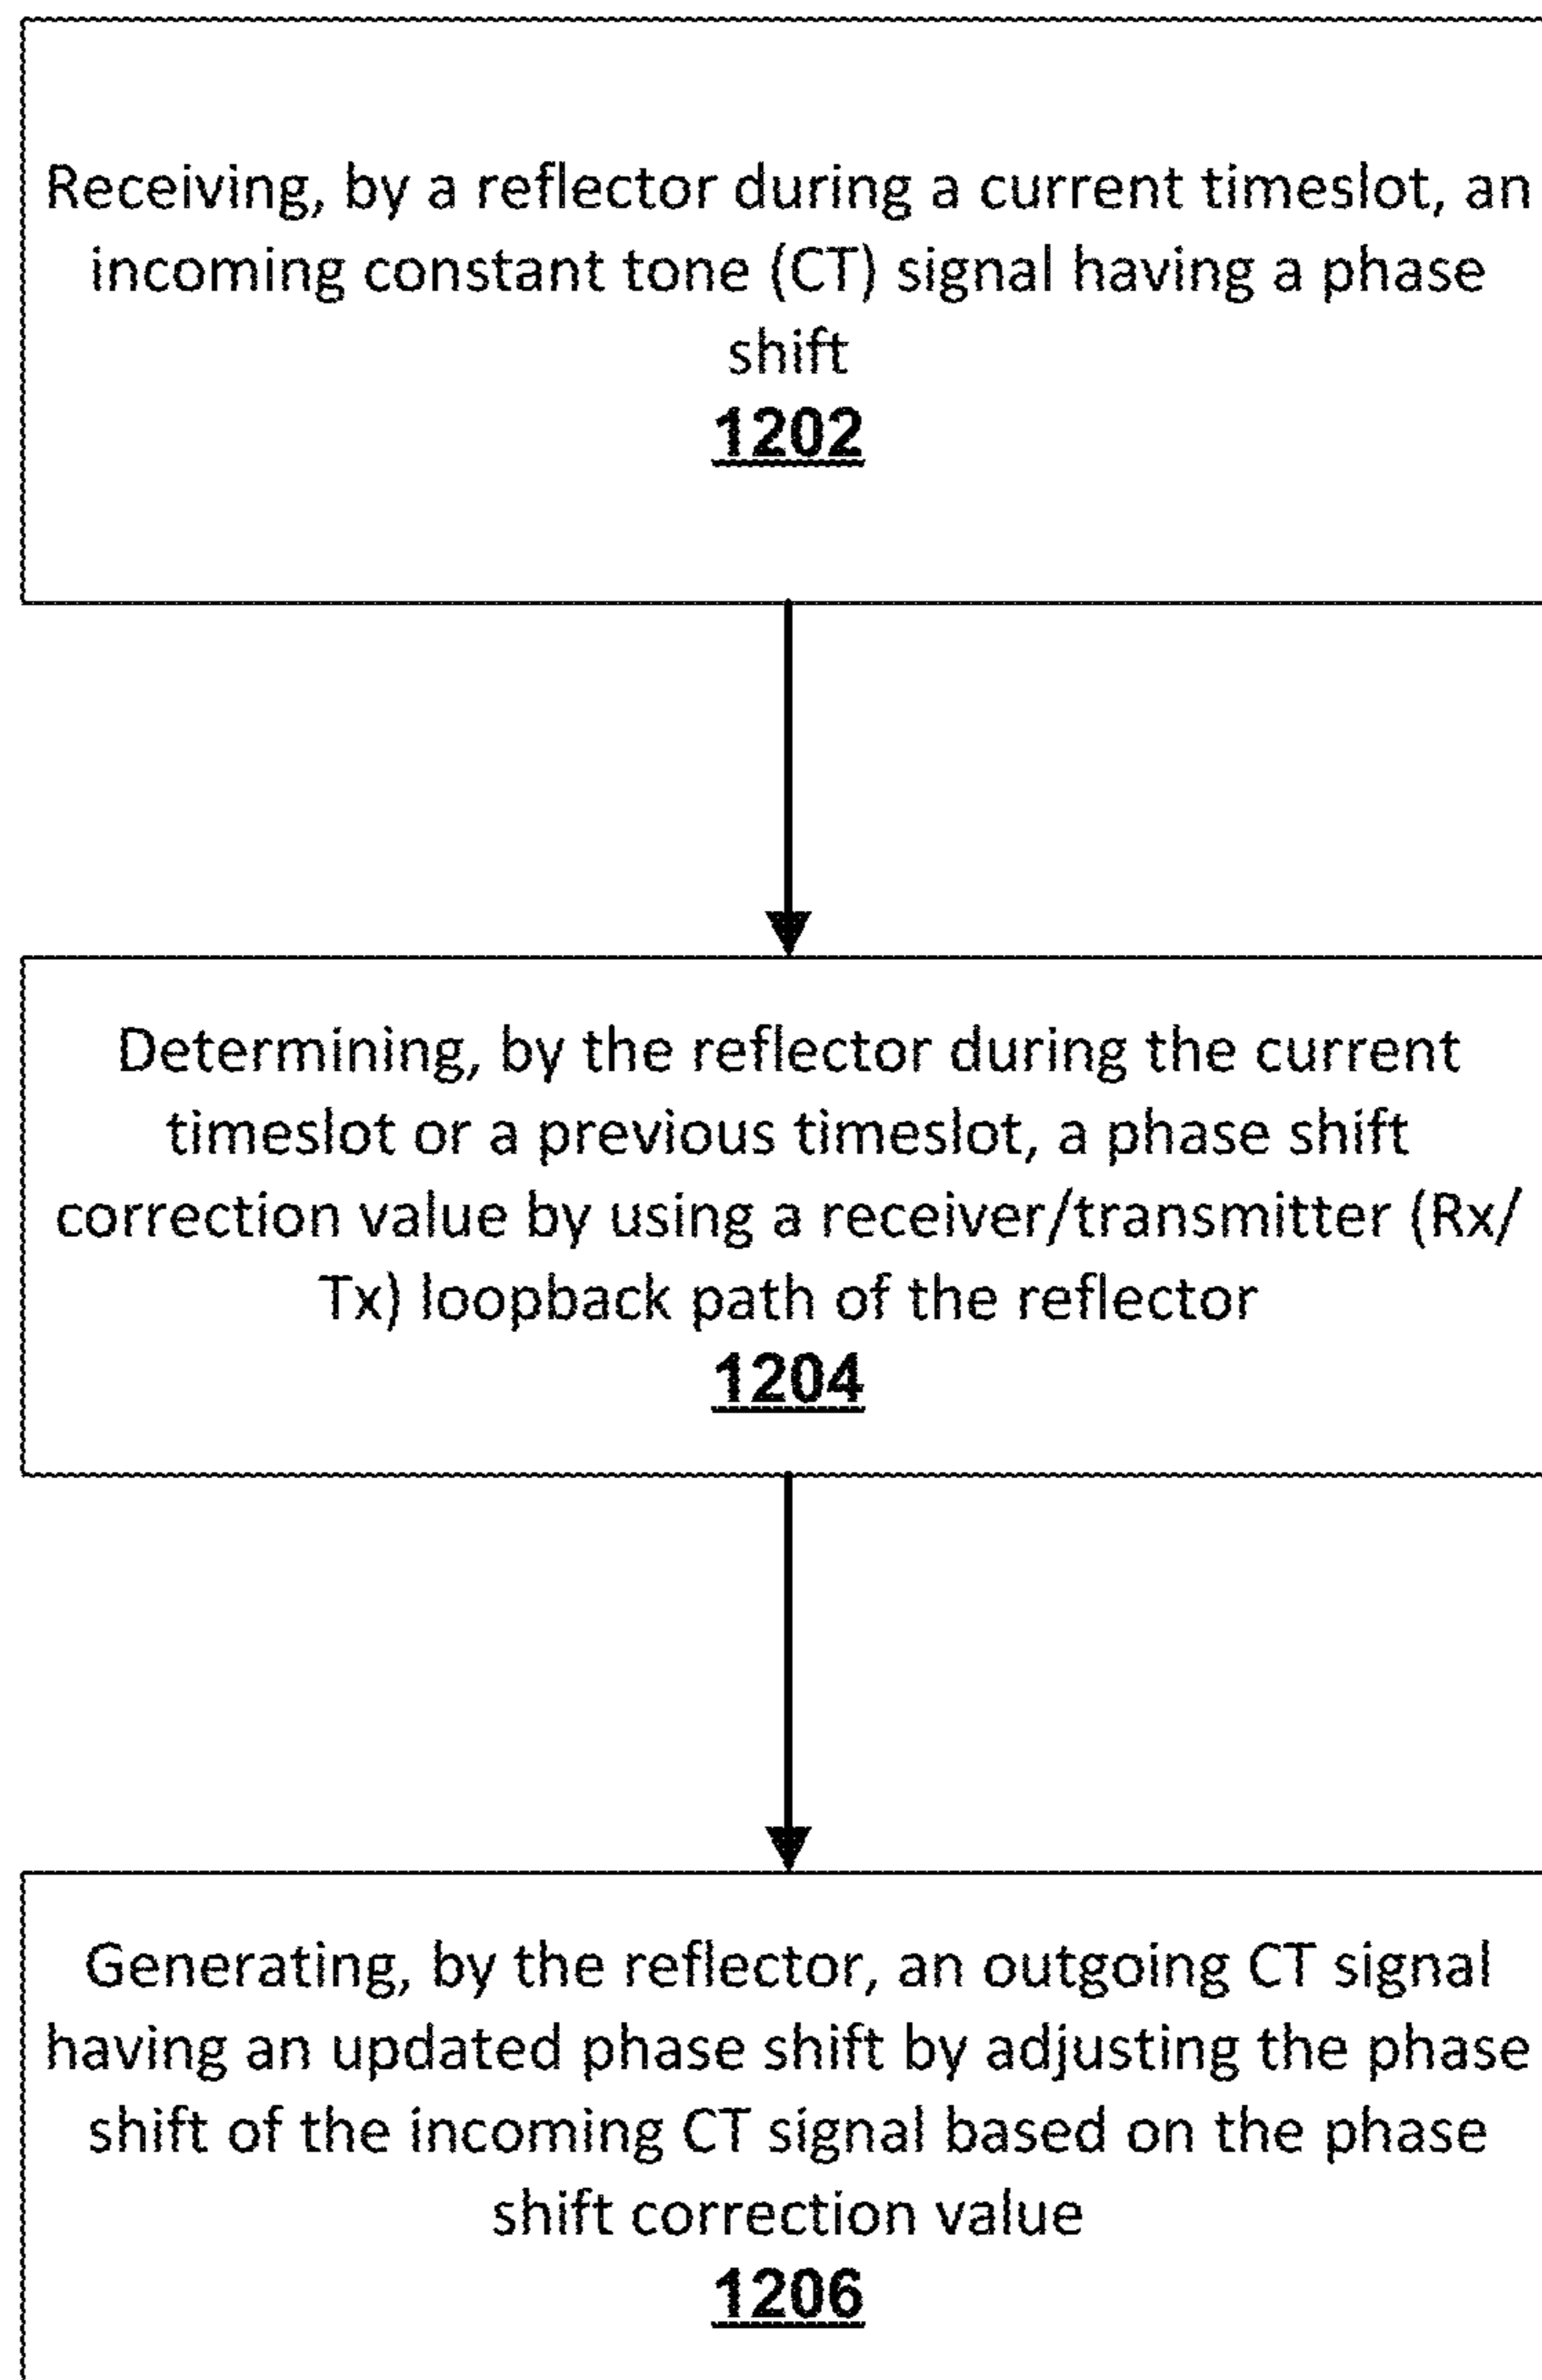 Receiving, by a reflector during a current timeslot, an
incoming constant tone (CT) signal having a phase
shift
1202
Determining, by the reflector during the current
timeslot or a previous timeslot, a phase shift
correction value by using a receiver/transmitter (Rx/
Tx) loopback path of the reflector
1204
Generating, by the reflector, an outgoing CT signal
having an updated phase shift by adjusting the phase
shift of the incoming CT signal based on the phase
shift correction value
1206